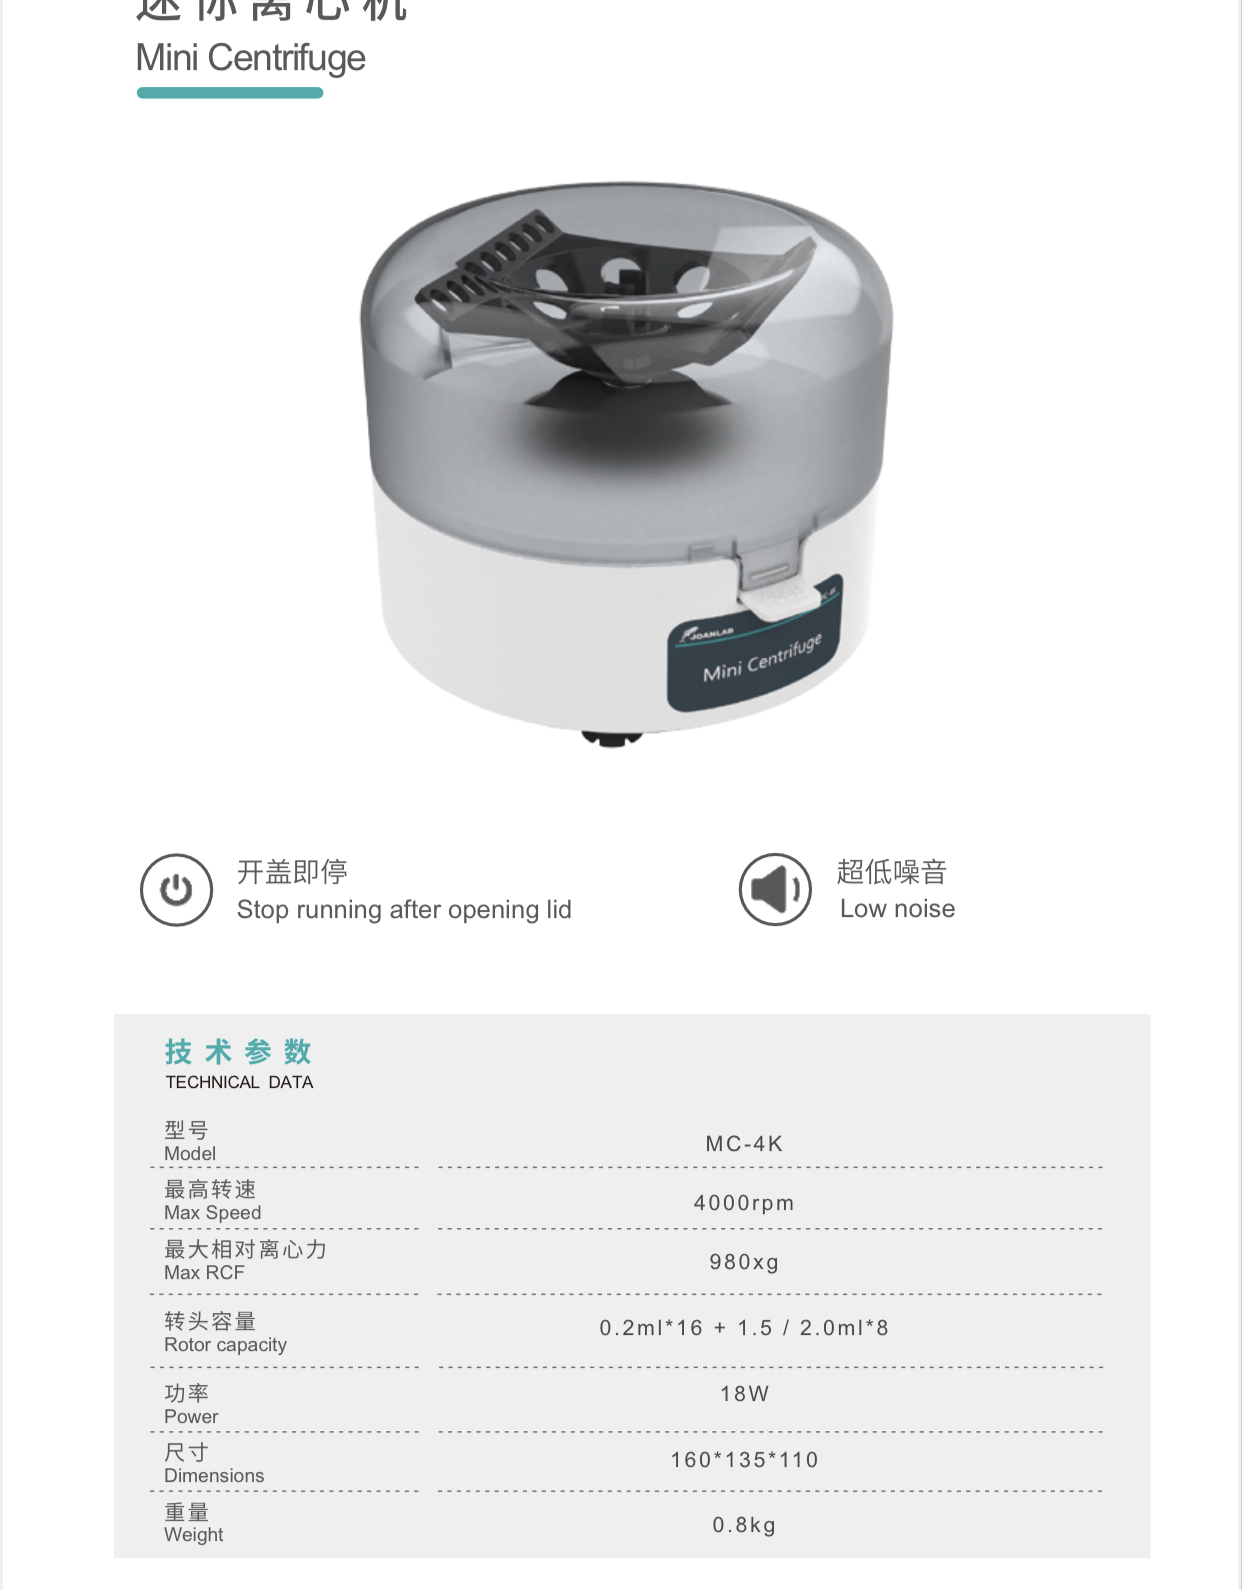 迷你离心机
Mini Centrifuge
JOANLAB
Mini Centrifuge
开盖即停
Stop running after opening lid
超低噪音
Low noise
技术参数
TECHNICAL DATA
型号
Model
MC-4K
最高转速
Max Speed
4000rpm
最大相对离心力
Max RCF
980xg
转头容量
Rotor capacity
0.2ml*16 + 1.5 / 2.0ml*8
功率
Power
18W
尺寸
Dimensions
160*135*110
重量
Weight
0.8kg